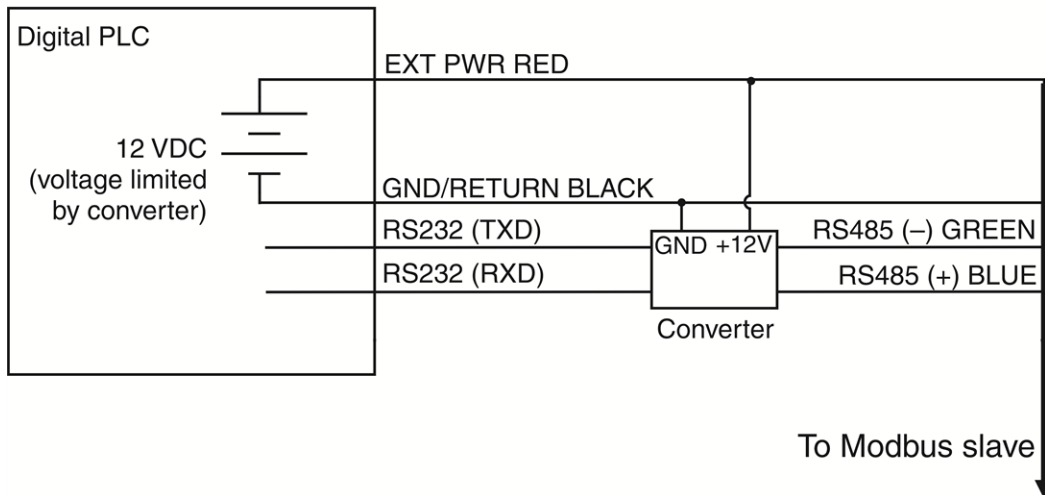 Digital PLC
EXT PWR RED
12 VDC
(voltage limited
by converter)
GND/RETURN BLACK
RS232 (TXD)
GND +12V
RS485 (–) GREEN
RS232 (RXD)
RS485 (+) BLUE
Converter
To Modbus slave